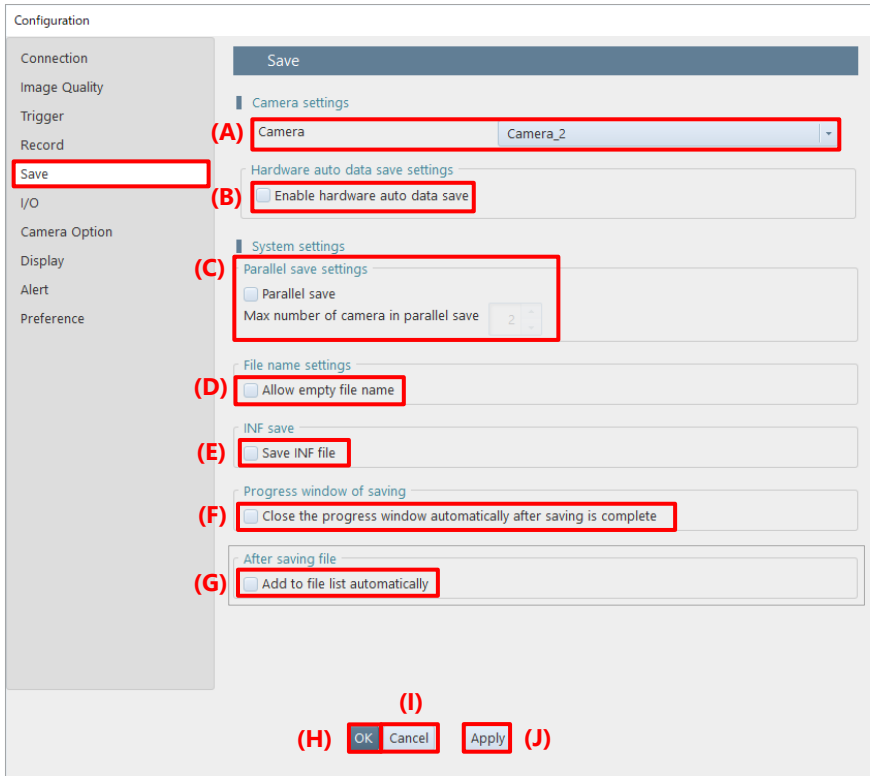 Configuration
Connection
Image Quality
Trigger
Record
Save
I/O
Camera Option
Display
Alert
Preference
Save
Camera settings
(A) Camera Camera_2
Hardware auto data save settings
(B) Enable hardware auto data save
System settings
(C) Parallel save settings
Parallel save
Max number of camera in parallel save 2
File name settings
(D) Allow empty file name
INF save
(E) Save INF file
Progress window of saving
(F) Close the progress window automatically after saving is complete
After saving file
(G) Add to file list automatically
(I)
(H) OK Cancel Apply (J)